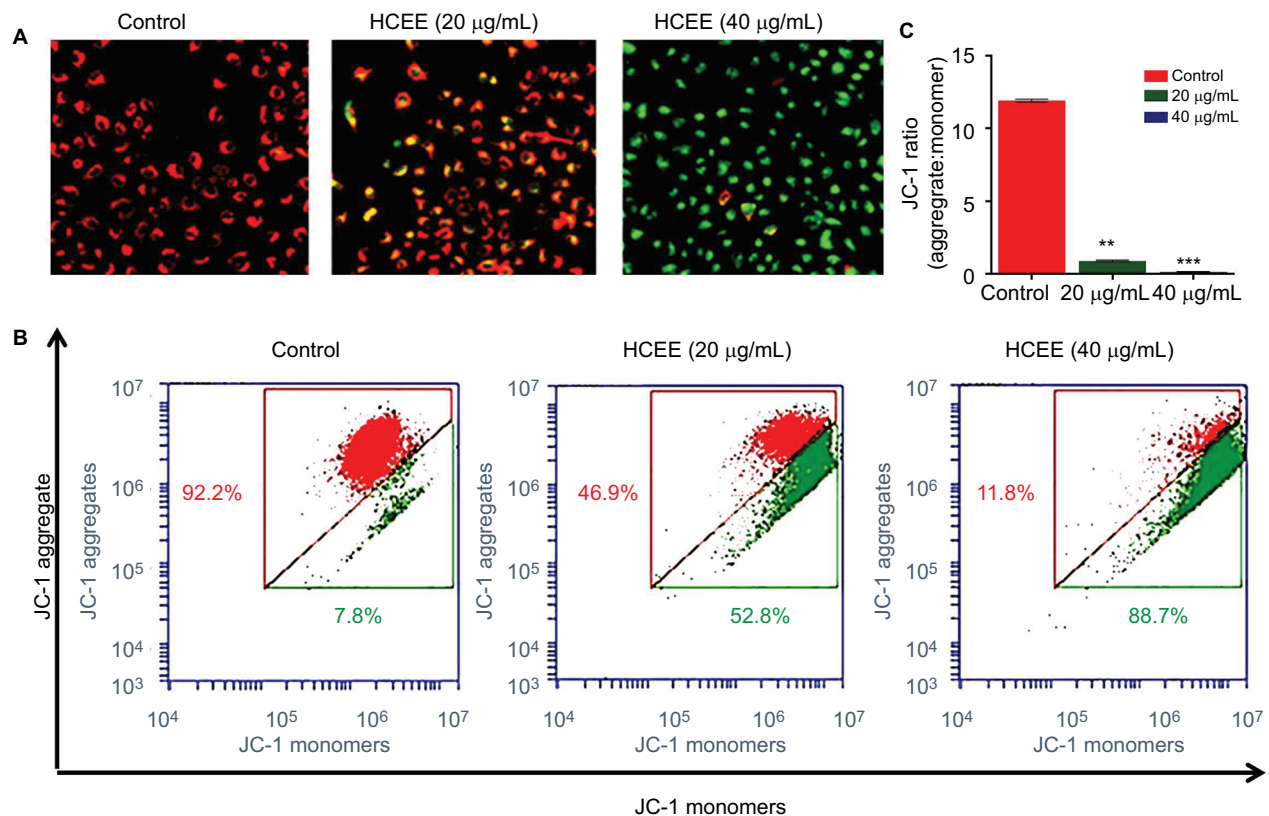 A
Control
HCEE (20 μg/mL)
HCEE (40 μg/mL)
C
15
10
5
0
JC-1 ratio
(aggregrate:monomer)
Control
20 μg/mL
40 μg/mL
**
***
Control
20 μg/mL
40 μg/mL
B
JC-1 aggregate
Control
JC-1 aggregates
10⁷
10⁶
10⁵
10⁴
10³
92.2%
7.8%
10⁴
10⁵
10⁶
10⁷
JC-1 monomers
HCEE (20 μg/mL)
JC-1 aggregates
10⁷
10⁶
10⁵
10⁴
10³
46.9%
52.8%
10⁴
10⁵
10⁶
10⁷
JC-1 monomers
HCEE (40 μg/mL)
JC-1 aggregates
10⁷
10⁶
10⁵
10⁴
10³
11.8%
88.7%
10⁴
10⁵
10⁶
10⁷
JC-1 monomers
JC-1 monomers